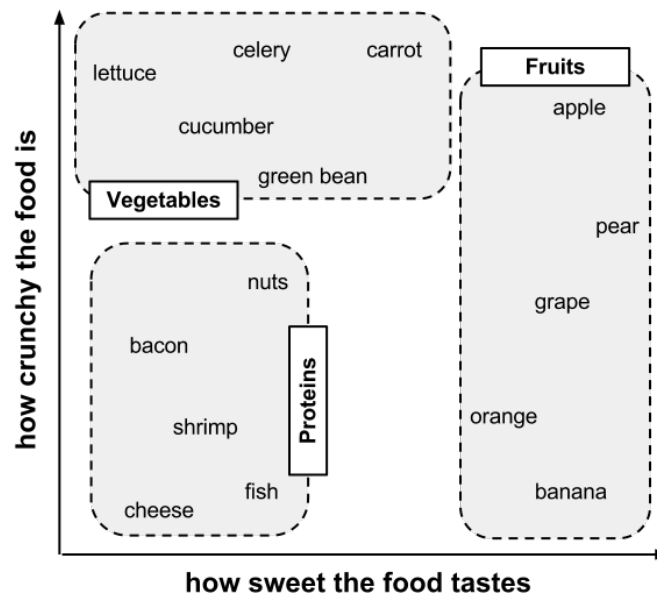 how crunchy the food is
celery
carrot
lettuce
cucumber
green bean
Vegetables
Fruits
apple
pear
grape
orange
banana
nuts
bacon
shrimp
fish
cheese
Proteins
how sweet the food tastes